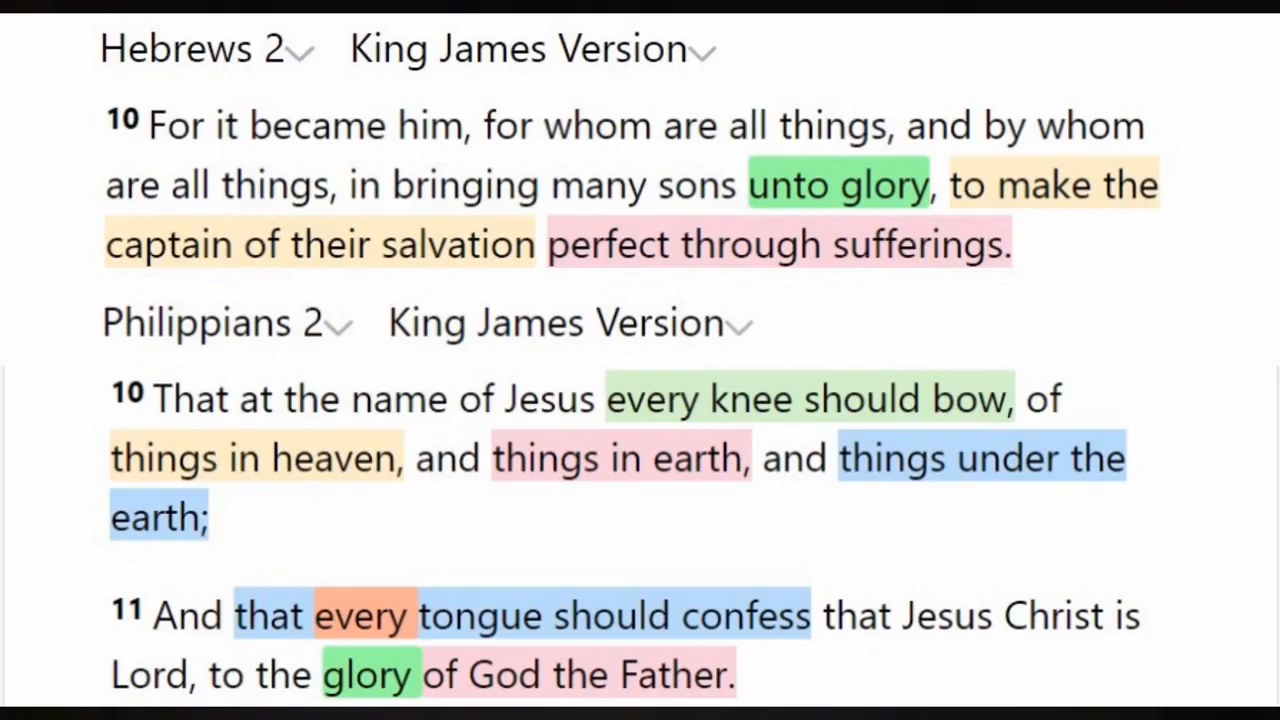 Hebrews 2 King James Version
10 For it became him, for whom are all things, and by whom
are all things, in bringing many sons unto glory, to make the
captain of their salvation perfect through sufferings.
Philippians 2 King James Version
10 That at the name of Jesus every knee should bow, of
things in heaven, and things in earth, and things under the
earth;
11 And that every tongue should confess that Jesus Christ is
Lord, to the glory of God the Father.